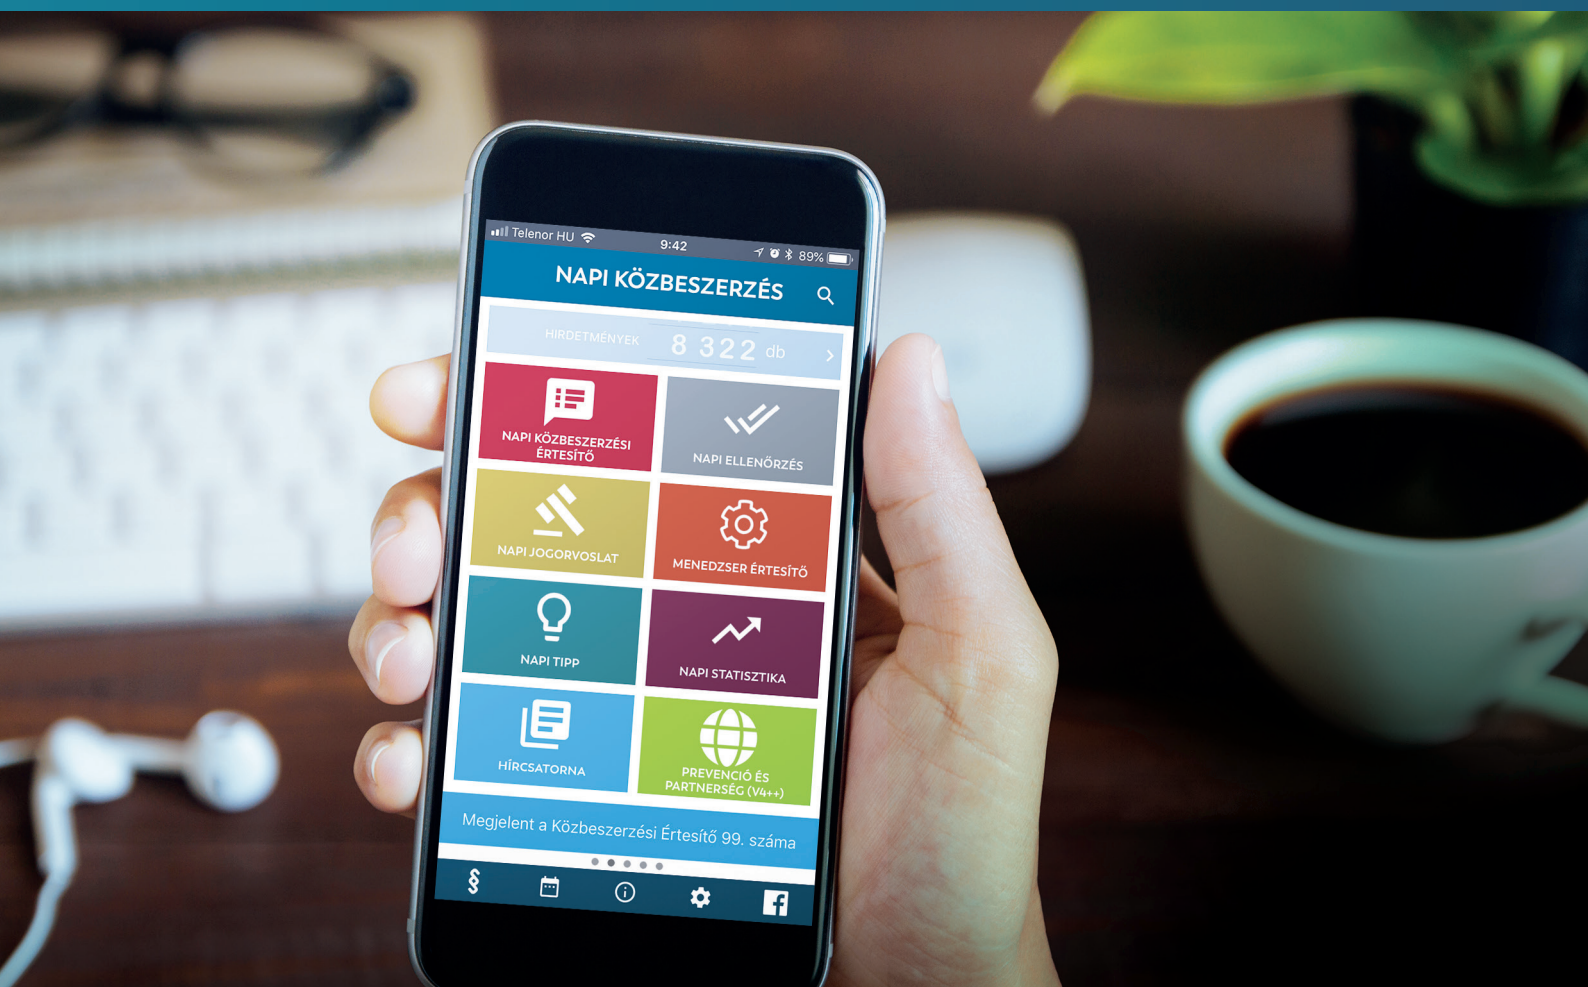 Telenor HU 9:42 89%
NAPI KÖZBESZERZÉS
HIRDETMÉNYEK 8 322 db
NAPI KÖZBESZERZÉSI
ÉRTESÍTŐ
NAPI ELLENŐRZÉS
NAPI JOGORVOSLAT
MENEDZSER ÉRTESÍTŐ
NAPI TIPP
NAPI STATISZTIKA
HÍRCSATORNA
PREVENCIÓ ÉS
PARTNERSÉG (V4++)
Megjelent a Közbeszerzési Értesítő 99. száma
§